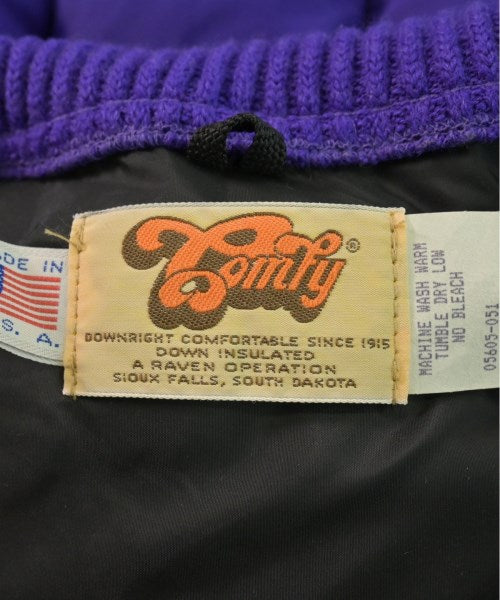 Comfy®
DOWNRIGHT COMFORTABLE SINCE 1915
DOWN INSULATED
A RAVEN OPERATION
SIOUX FALLS, SOUTH DAKOTA
DE IN
S. A.
MACHINE WASH WARM
TUMBLE DRY LOW
NO BLEACH
05605-051